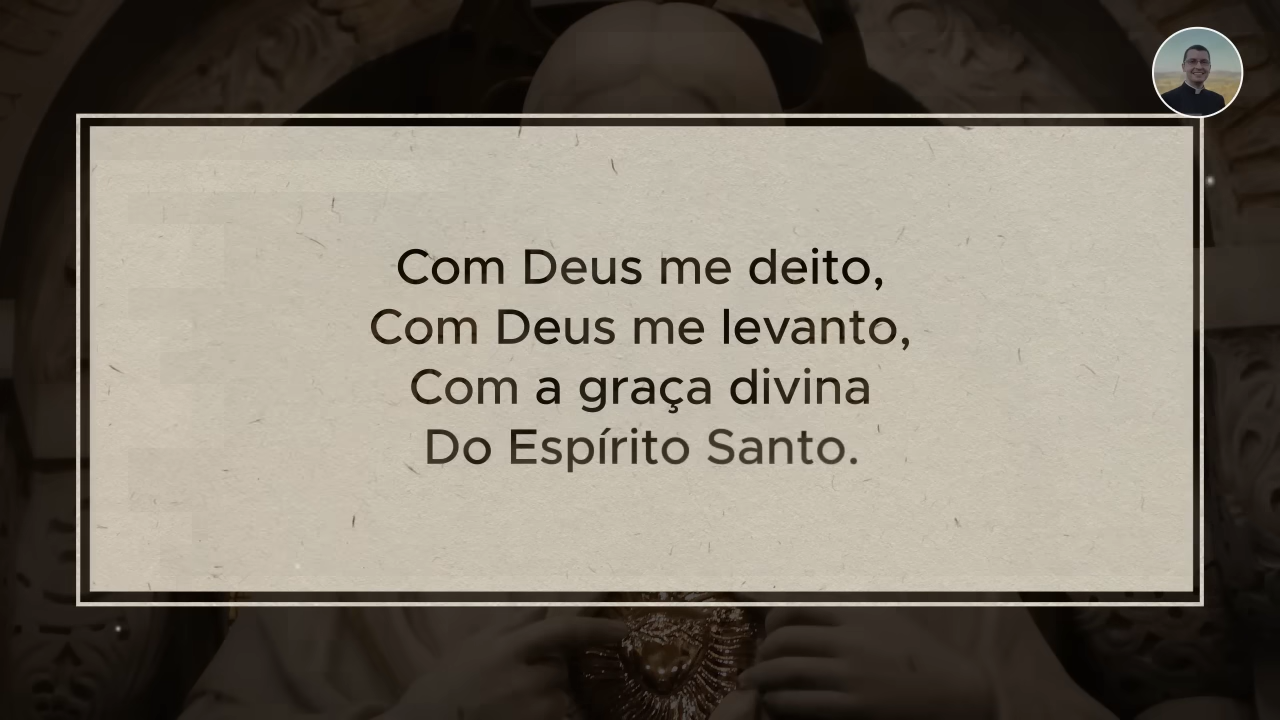 Com Deus me deito,
Com Deus me levanto,
Com a graça divina
Do Espírito Santo.